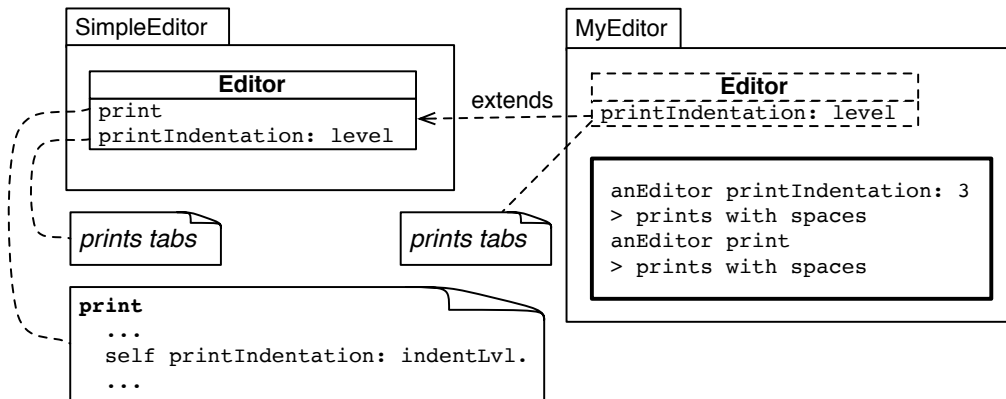 SimpleEditor
Editor
print
printIndentation: level
extends
MyEditor
Editor
printIndentation: level
anEditor printIndentation: 3
> prints with spaces
anEditor print
> prints with spaces
prints tabs
prints tabs
print
...
self printIndentation: indentLvl.
...